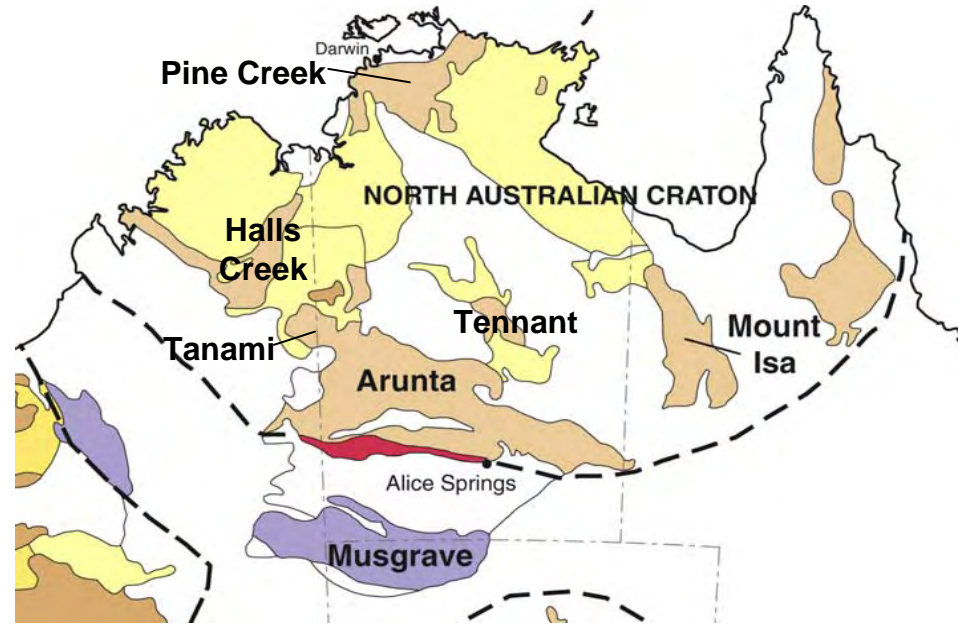 Darwin
Pine Creek
NORTH AUSTRALIAN CRATON
Halls
Creek
Tennant
Mount
Isa
Tanami
Arunta
Alice Springs
Musgrave